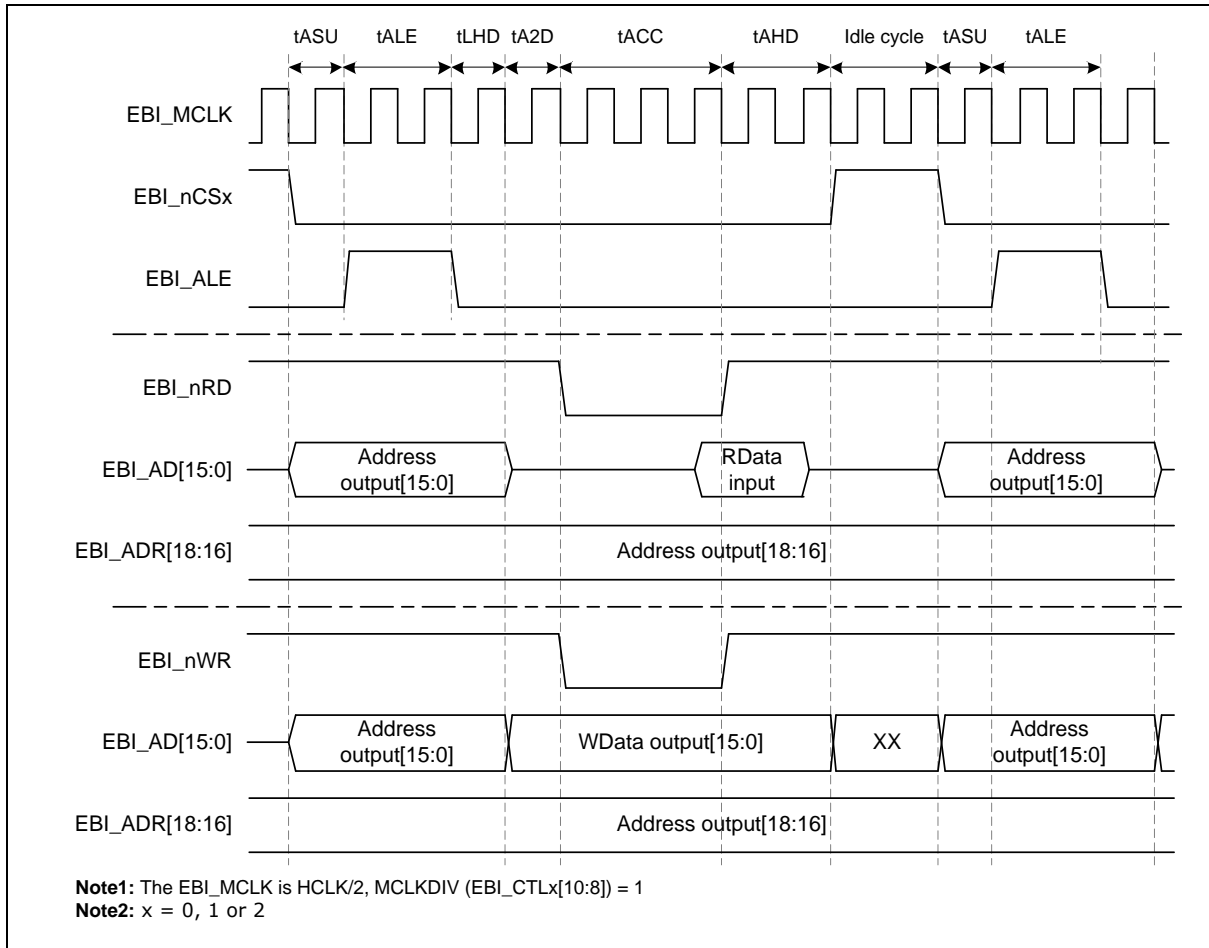 tASU tALE tLHD tA2D tACC tAHD Idle cycle tASU tALE
EBI_MCLK
EBI_nCSx
EBI_ALE
EBI_nRD
EBI_AD[15:0]
Address
output[15:0]
RData
input
Address
output[15:0]
EBI_ADR[18:16]
Address output[18:16]
EBI_nWR
EBI_AD[15:0]
Address
output[15:0]
WData output[15:0]
XX
Address
output[15:0]
EBI_ADR[18:16]
Address output[18:16]
Note1: The EBI_MCLK is HCLK/2, MCLKDIV (EBI_CTLx[10:8]) = 1
Note2: x = 0, 1 or 2